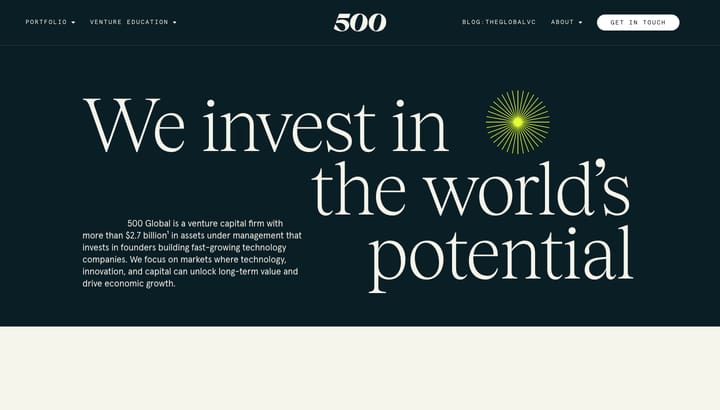 PORTFOLIO
VENTURE EDUCATION
500
BLOG:THEGLOBALVC
ABOUT
GET IN TOUCH
We invest in
the world's
potential
500 Global is a venture capital firm with
more than $2.7 billion¹ in assets under management that
invests in founders building fast-growing technology
companies. We focus on markets where technology,
innovation, and capital can unlock long-term value and
drive economic growth.